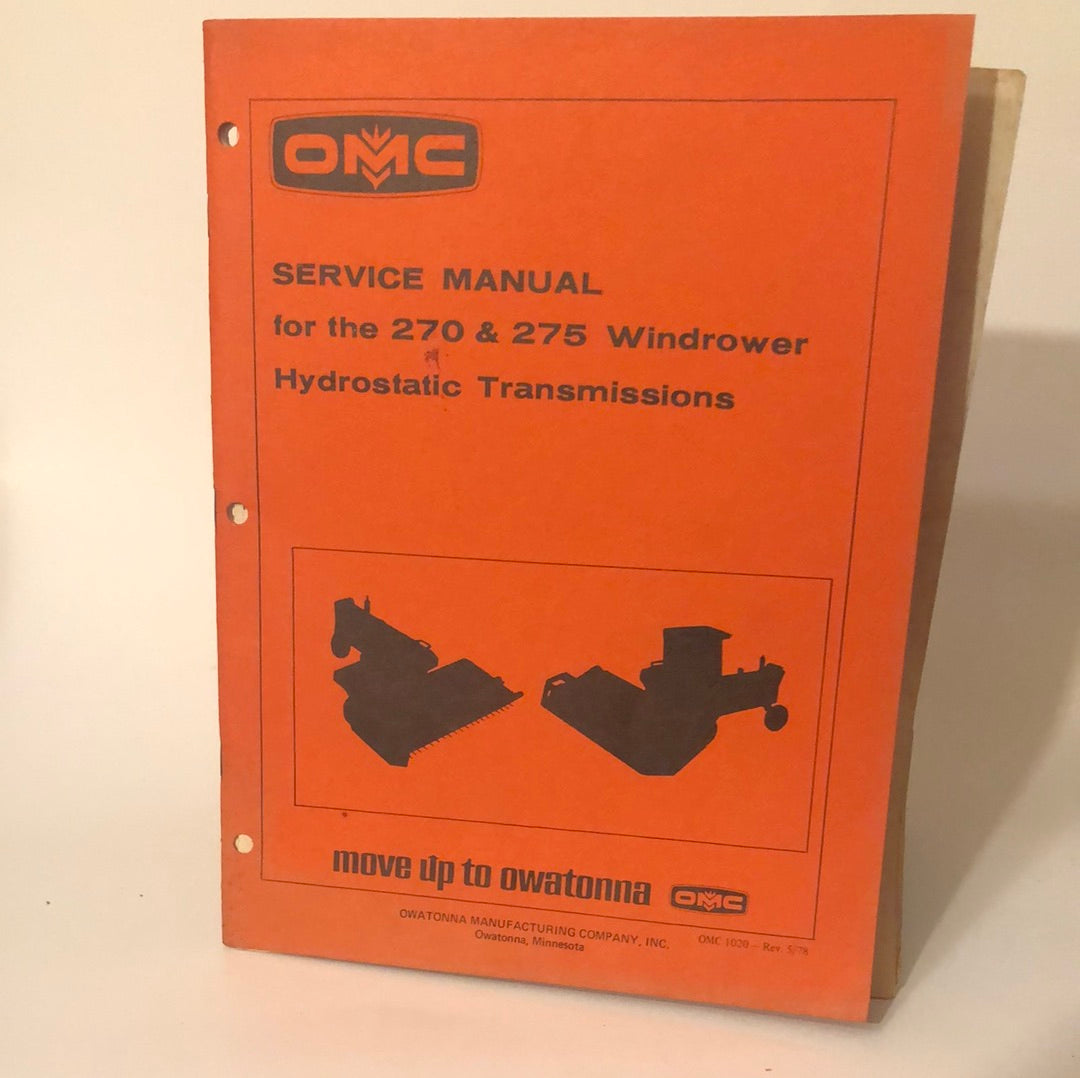 OMC
SERVICE MANUAL
for the 270 & 275 Windrower
Hydrostatic Transmissions
move up to owatonna OMC
OWATONNA MANUFACTURING COMPANY, INC.
Owatonna, Minnesota
OMC 1020 — Rev. 5/78